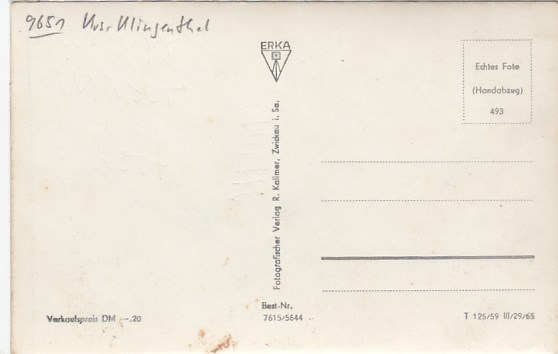 9651 Krs. Klingenthal
ERKA
Echtes Foto
(Handabzug)
493
Fotografischer Verlag R. Kallmer, Zwickau i. Sa.
Verkaufspreis DM —.20
Best-Nr.
7615/5644
T 125/59 III/29/65